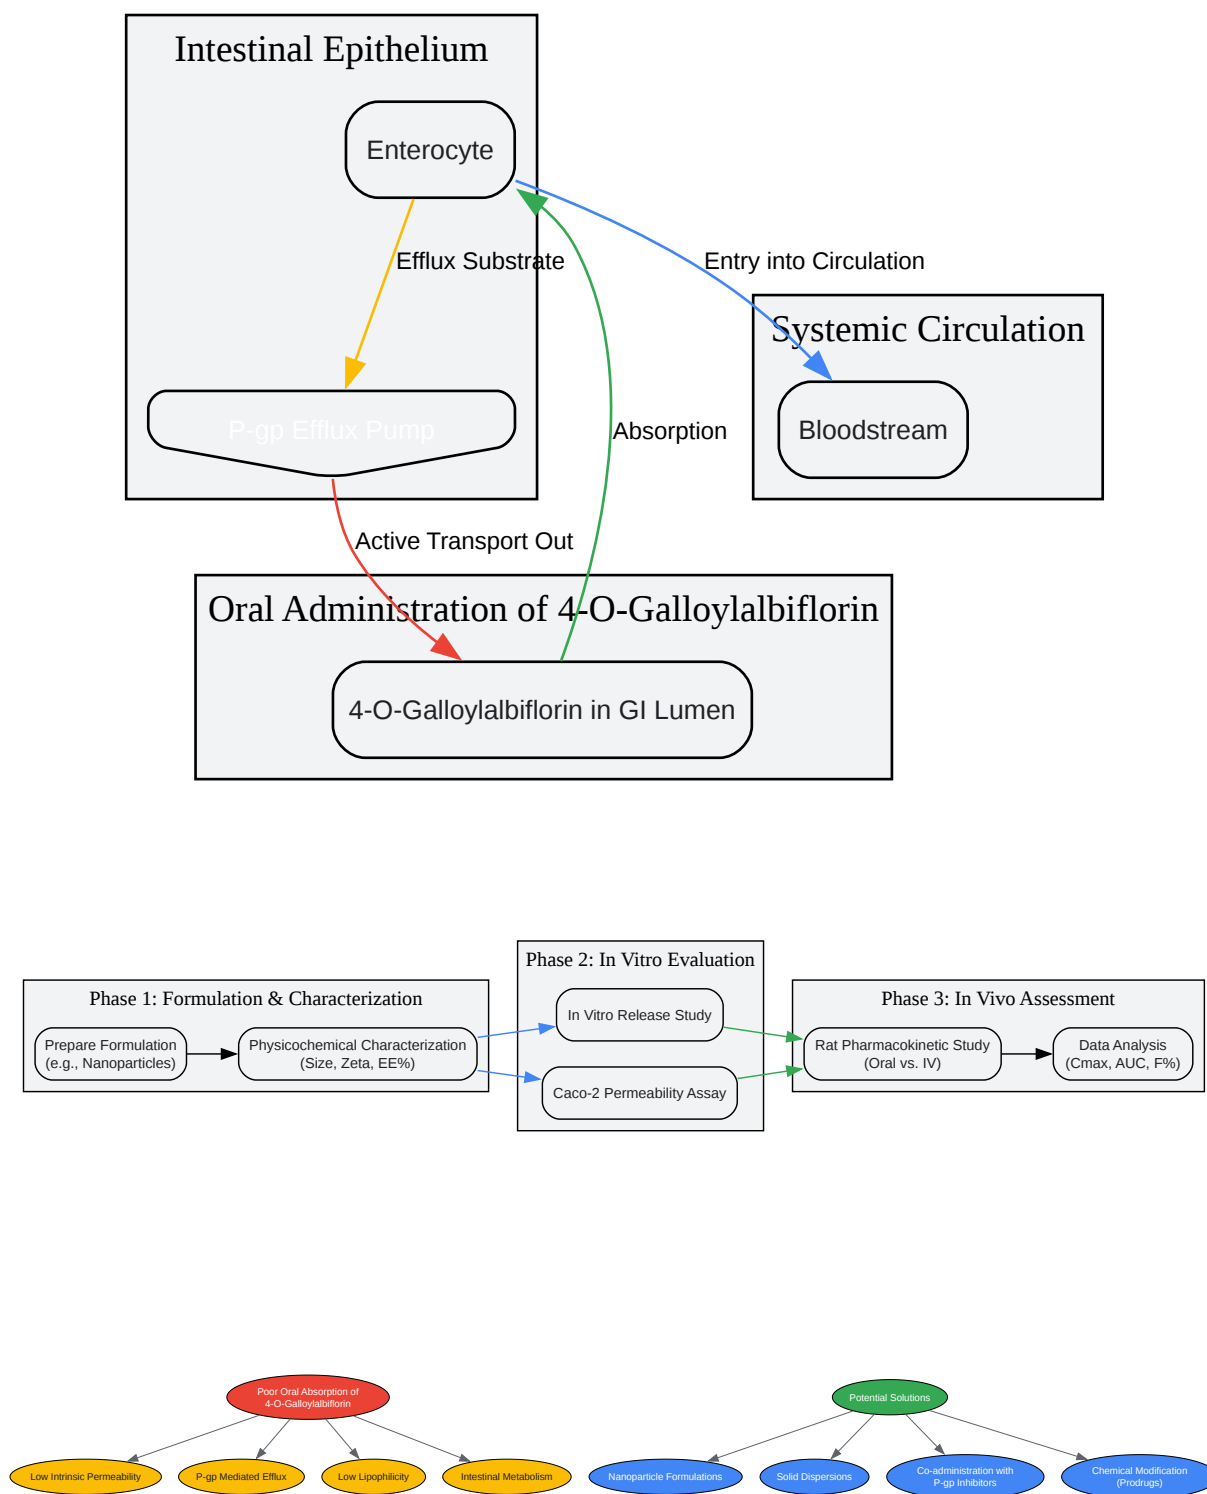 Intestinal Epithelium
Enterocyte
Efflux Substrate
Entry into Circulation
Systemic Circulation
P-gp Efflux Pump
Absorption
Bloodstream
Active Transport Out
Oral Administration of 4-O-Galloylalbiflorin
4-O-Galloylalbiflorin in GI Lumen
Phase 1: Formulation & Characterization
Prepare Formulation
(e.g., Nanoparticles)
Physicochemical Characterization
(Size, Zeta, EE%)
Phase 2: In Vitro Evaluation
In Vitro Release Study
Caco-2 Permeability Assay
Phase 3: In Vivo Assessment
Rat Pharmacokinetic Study
(Oral vs. IV)
Data Analysis
(Cmax, AUC, F%)
Poor Oral Absorption of
4-O-Galloylalbiflorin
Low Intrinsic Permeability
P-gp Mediated Efflux
Low Lipophilicity
Intestinal Metabolism
Potential Solutions
Nanoparticle Formulations
Solid Dispersions
Co-administration with
P-gp Inhibitors
Chemical Modification
(Prodrugs)